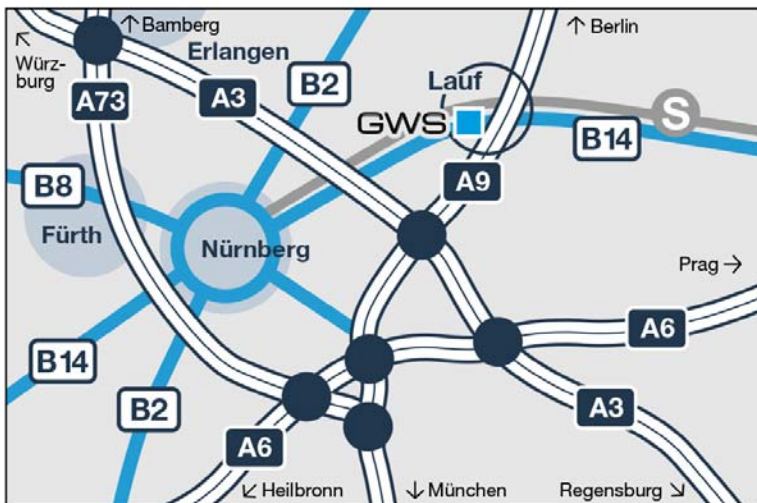 ↑ Bamberg
↑ Berlin
↖
Würz-
burg
Erlangen
B2
Lauf
A73
A3
GWS
S
B14
B8
A9
Fürth
Nürnberg
Prag →
A6
B14
B2
A3
A6
↙ Heilbronn
↓ München
Regensburg ↘